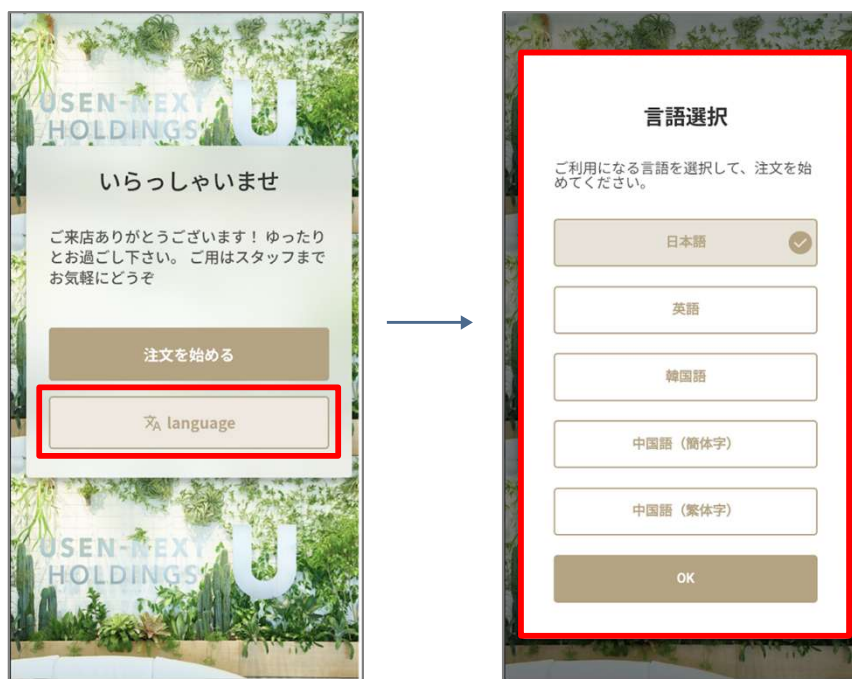 USEN-NEXT
HOLDINGS
U
いらっしゃいませ
ご来店ありがとうございます！ ゆったり
とお過ごし下さい。 ご用はスタッフまで
お気軽にどうぞ
注文を始める
文A language
USEN-NEXT
HOLDINGS
U
言語選択
ご利用になる言語を選択して、注文を始
めてください。
日本語
英語
韓国語
中国語（簡体字）
中国語（繁体字）
OK